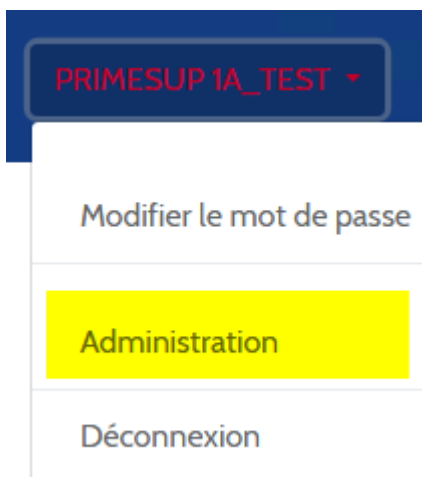 PRIMESUP 1A_TEST
Modifier le mot de passe
Administration
Déconnexion